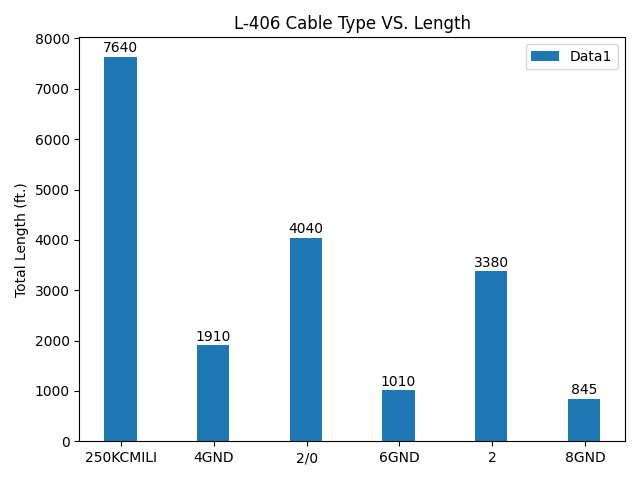 L-406 Cable Type VS. Length
Data1
Total Length (ft.)
8000
7000
6000
5000
4000
3000
2000
1000
0
7640
1910
4040
1010
3380
845
250KCMILI
4GND
2/0
6GND
2
8GND